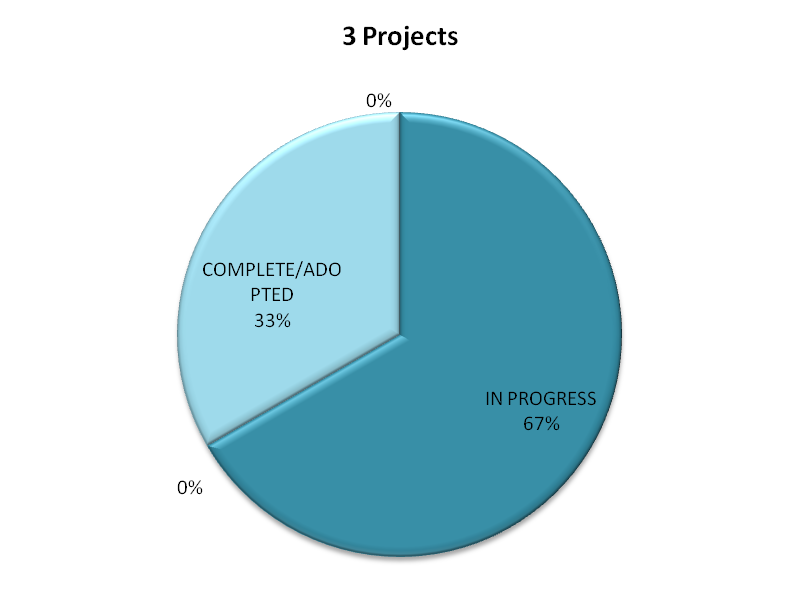 3 Projects
0%
COMPLETE/ADO
PTED
33%
IN PROGRESS
67%
0%